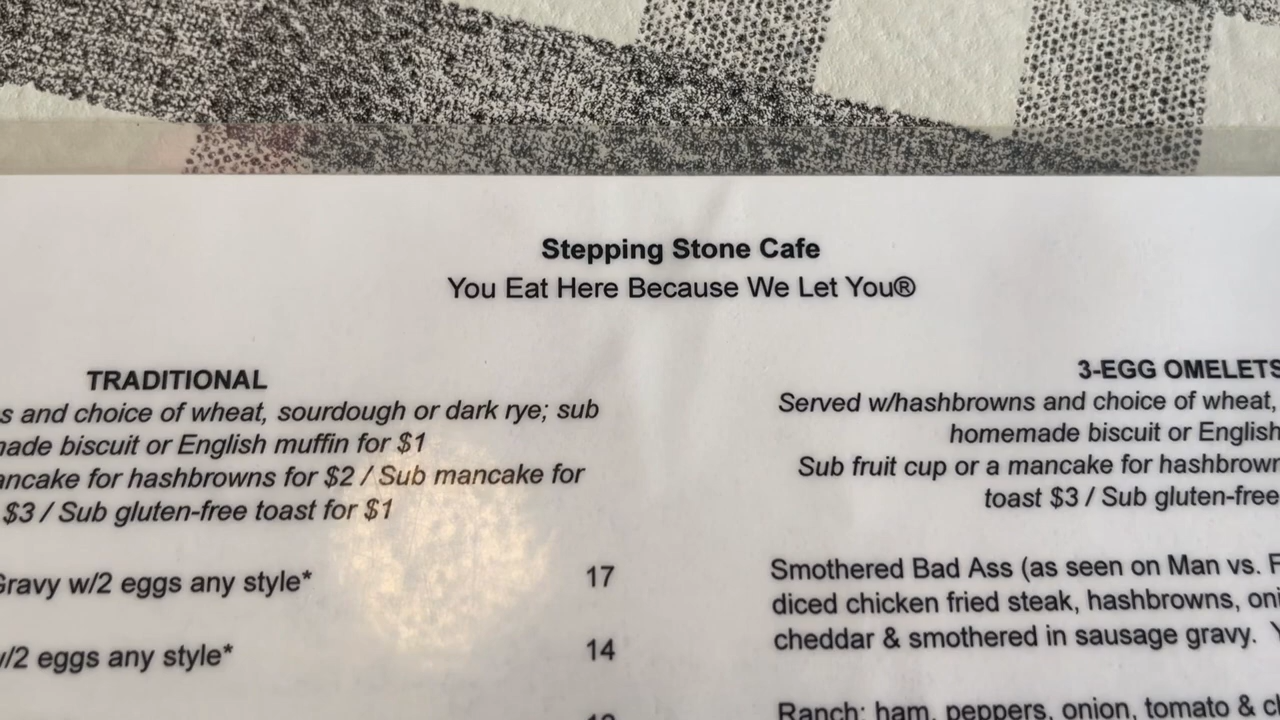 Stepping Stone Cafe
You Eat Here Because We Let You®
TRADITIONAL
and choice of wheat, sourdough or dark rye; sub
biscuit or English muffin for $1
for hashbrowns for $2 / Sub mancake for
$3 / Sub gluten-free toast for $1
Gravy w/2 eggs any style* 17
w/2 eggs any style* 14
3-EGG OMELETS
Served w/hashbrowns and choice of wheat,
homemade biscuit or English
Sub fruit cup or a mancake for
toast $3 / Sub gluten-free
Smothered Bad Ass (as seen on Man vs.
diced chicken fried steak, hashbrowns,
cheddar & smothered in sausage gravy.
Ranch: ham, peppers, onion, tomato &